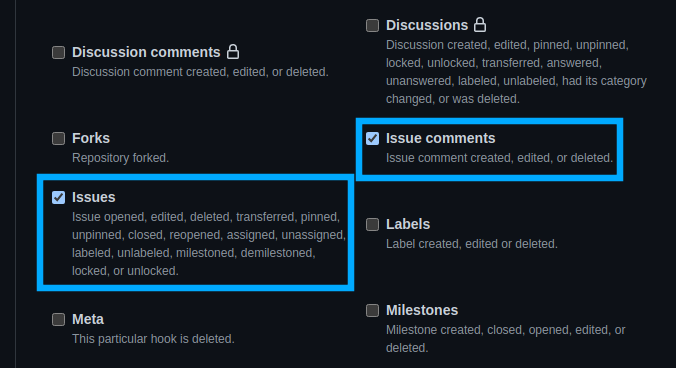 Discussion comments
Discussion comment created, edited, or deleted.
Discussions
Discussion created, edited, pinned, unpinned,
locked, unlocked, transferred, answered,
unanswered, labeled, unlabeled, had its category
changed, or was deleted.
Forks
Repository forked.
Issue comments
Issue comment created, edited, or deleted.
Issues
Issue opened, edited, deleted, transferred, pinned,
unpinned, closed, reopened, assigned, unassigned,
labeled, unlabeled, milestoned, demilestoned,
locked, or unlocked.
Labels
Label created, edited or deleted.
Meta
This particular hook is deleted.
Milestones
Milestone created, closed, opened, edited, or
deleted.